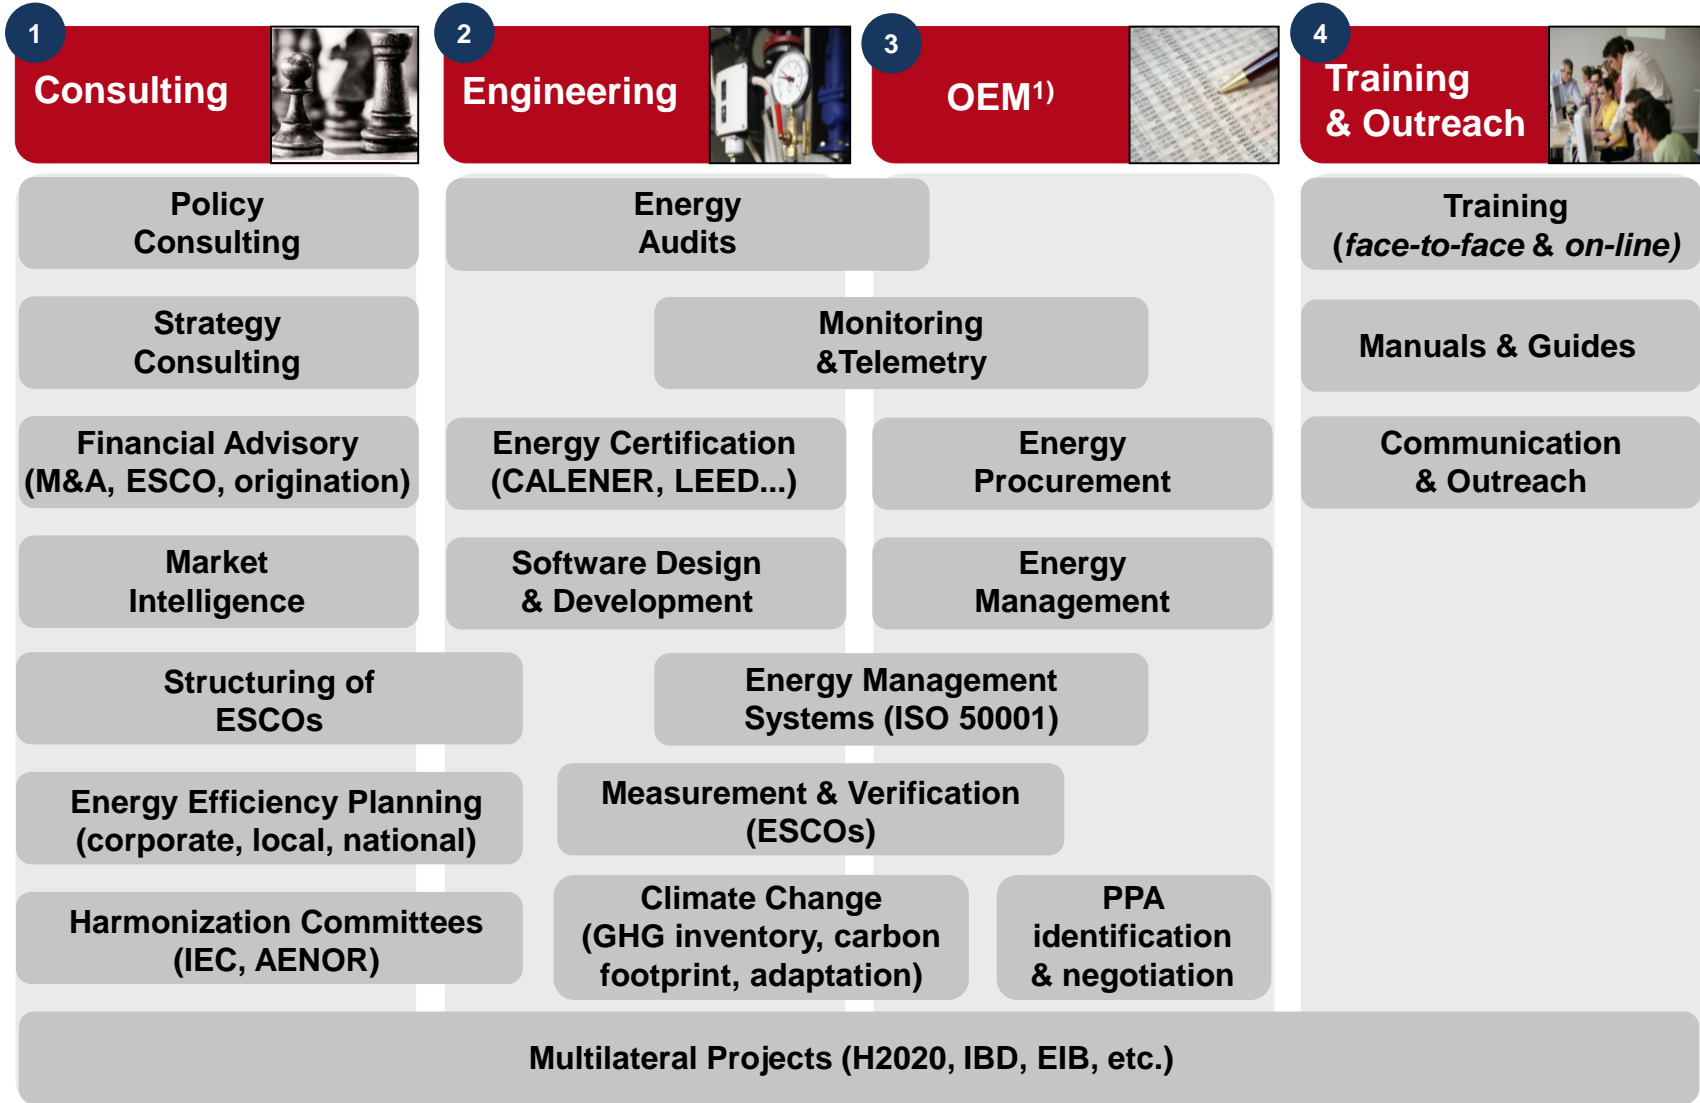 1
Consulting
2
Engineering
3
OEM1)
4
Training
& Outreach
Policy
Consulting
Strategy
Consulting
Financial Advisory
(M&A, ESCO, origination)
Market
Intelligence
Structuring of
ESCOs
Energy Efficiency Planning
(corporate, local, national)
Harmonization Committees
(IEC, AENOR)
Energy
Audits
Monitoring
&Telemetry
Energy Certification
(CALENER, LEED...)
Software Design
& Development
Energy
Procurement
Energy
Management
Energy Management
Systems (ISO 50001)
Measurement & Verification
(ESCOs)
Climate Change
(GHG inventory, carbon
footprint, adaptation)
PPA
identification
& negotiation
Training
(face-to-face & on-line)
Manuals & Guides
Communication
& Outreach
Multilateral Projects (H2020, IBD, EIB, etc.)